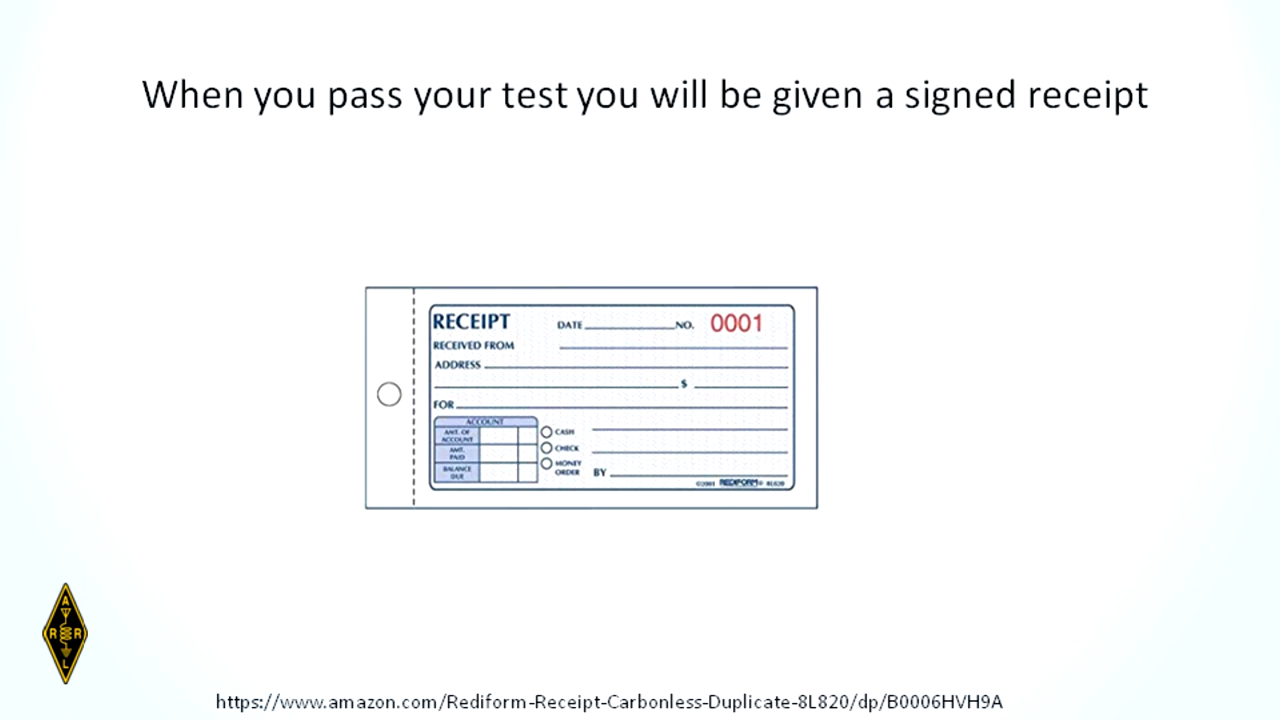 When you pass your test you will be given a signed receipt
RECEIPT DATE NO. 0001
RECEIVED FROM
ADDRESS
$
FOR
ACCOUNT
AMT. OF ACCOUNT
CASH
AMT. PAID
CHECK
BALANCE DUE
MONEY ORDER
BY
©2001 REDIFORM® 8L820
A
R R
L
https://www.amazon.com/Rediform-Receipt-Carbonless-Duplicate-8L820/dp/B0006HVH9A